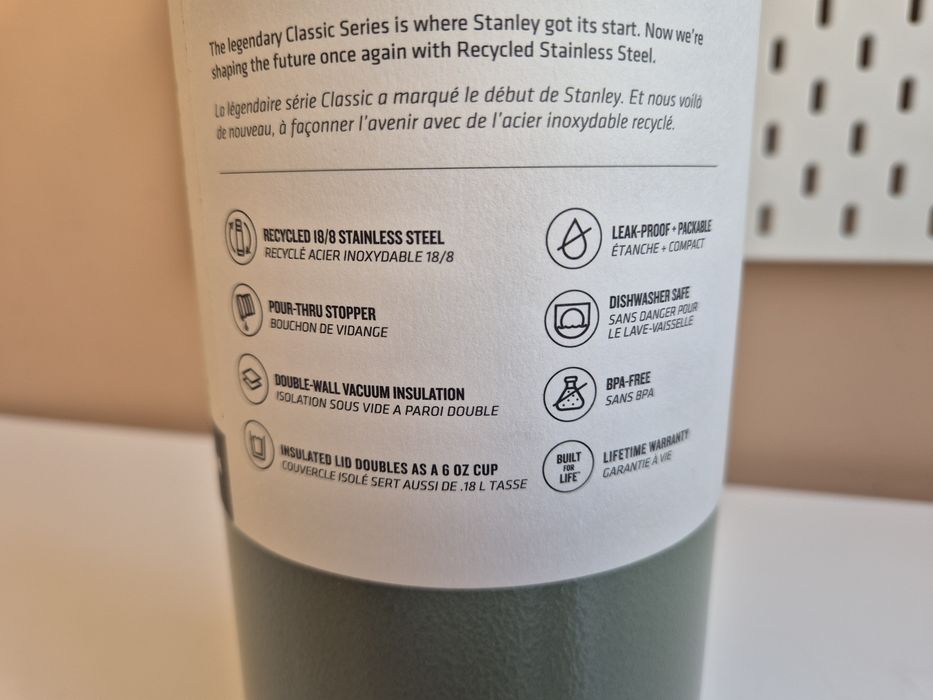 The legendary Classic Series is where Stanley got its start. Now we're
shaping the future once again with Recycled Stainless Steel.
La légendaire série Classic a marqué le début de Stanley. Et nous voilà
de nouveau, à façonner l'avenir avec de l'acier inoxydable recyclé.
RECYCLED 18/8 STAINLESS STEEL
RECYCLÉ ACIER INOXYDABLE 18/8
POUR-THRU STOPPER
BOUCHON DE VIDANGE
DOUBLE-WALL VACUUM INSULATION
ISOLATION SOUS VIDE A PAROI DOUBLE
INSULATED LID DOUBLES AS A 6 OZ CUP
COUVERCLE ISOLÉ SERT AUSSI DE .18 L TASSE
LEAK-PROOF + PACKABLE
ÉTANCHE + COMPACT
DISHWASHER SAFE
SANS DANGER POUR
LE LAVE-VAISSELLE
BPA-FREE
SANS BPA
BUILT
FOR
LIFE™
LIFETIME WARRANTY
GARANTIE À VIE